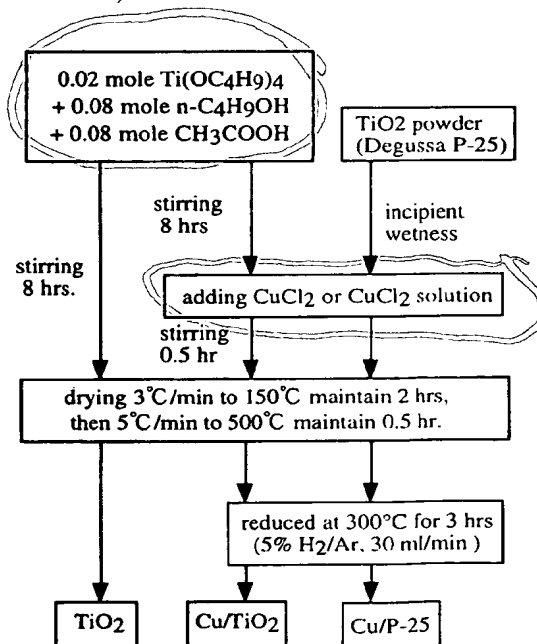 0.02 mole Ti(OC4H9)4
+ 0.08 mole n-C4H9OH
+ 0.08 mole CH3COOH
TiO2 powder
(Degussa P-25)
stirring
8 hrs
incipient
wetness
stirring
8 hrs.
adding CuCl2 or CuCl2 solution
stirring
0.5 hr
drying 3°C/min to 150°C maintain 2 hrs,
then 5°C/min to 500°C maintain 0.5 hr.
reduced at 300°C for 3 hrs
(5% H2/Ar, 30 ml/min )
TiO2
Cu/TiO2
Cu/P-25